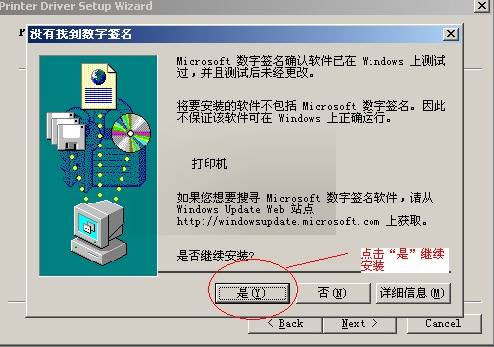 Printer Driver Setup Wizard
没有找到数字签名
Microsoft 数字签名确认软件已在 Windows 上测试
过，并且测试后未经更改。
将要安装的软件不包括 Microsoft 数字签名。因此
不保证该软件可在 Windows 上正确运行。
打印机
如果您想要搜寻 Microsoft 数字签名软件，请从
Windows Update Web 站点
http://windowsupdate.microsoft.com 上获取。
是否继续安装?
点击“是”继续
安装
是(Y)
否(N)
详细信息(M)
< Back
Next >
Cancel